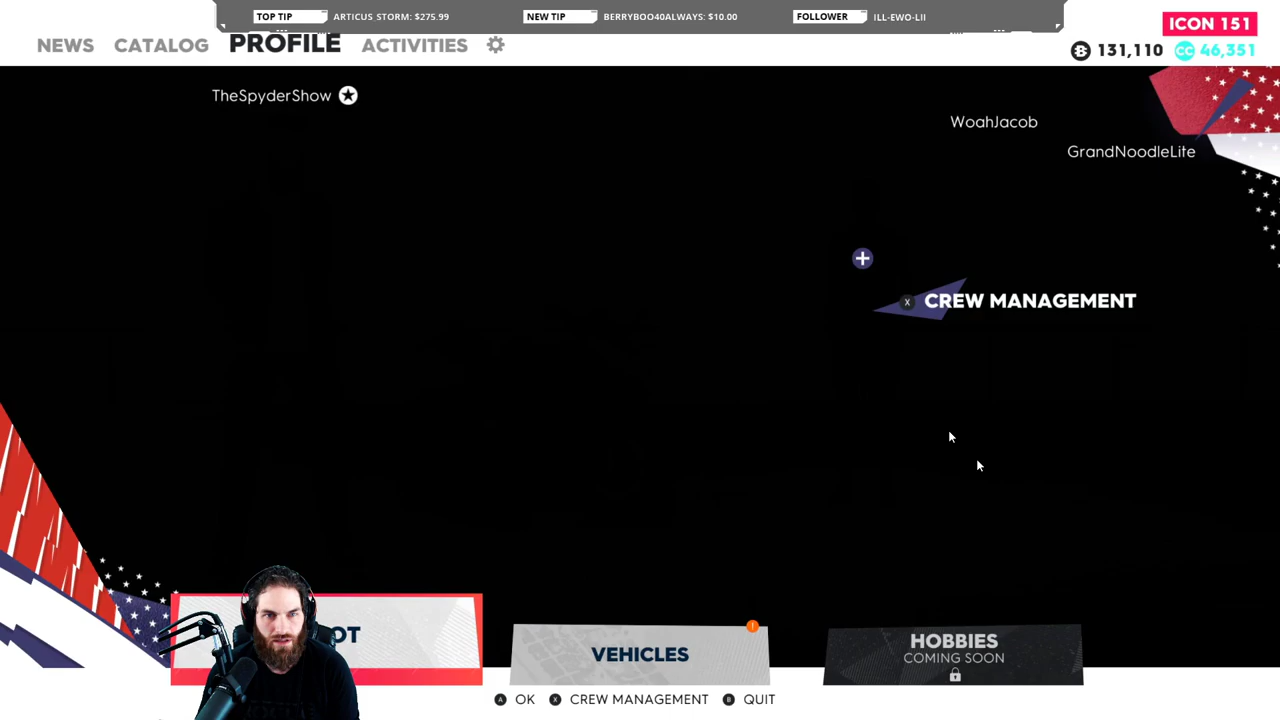 TOP TIP ARTICUS STORM: $275.99 NEW TIP BERRYBOO40ALWAYS: $10.00 FOLLOWER ILL-EWO-LII
ICON 151
NEWS CATALOG PROFILE ACTIVITIES
B 131,110 CC 46,351
TheSpyderShow
WoahJacob
GrandNoodleLite
X CREW MANAGEMENT
VEHICLES
!
HOBBIES
COMING SOON
A OK X CREW MANAGEMENT B QUIT